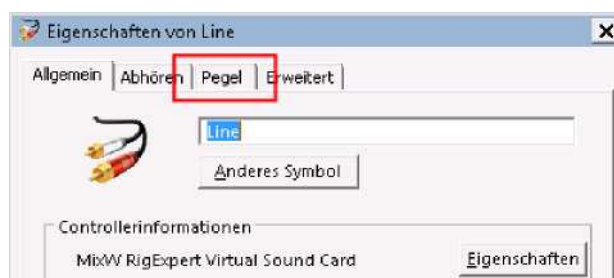 Eigenschaften von Line
Allgemein Abhören Pegel Erweitert
Line
Anderes Symbol
Controllerinformationen
MixW RigExpert Virtual Sound Card Eigenschaften